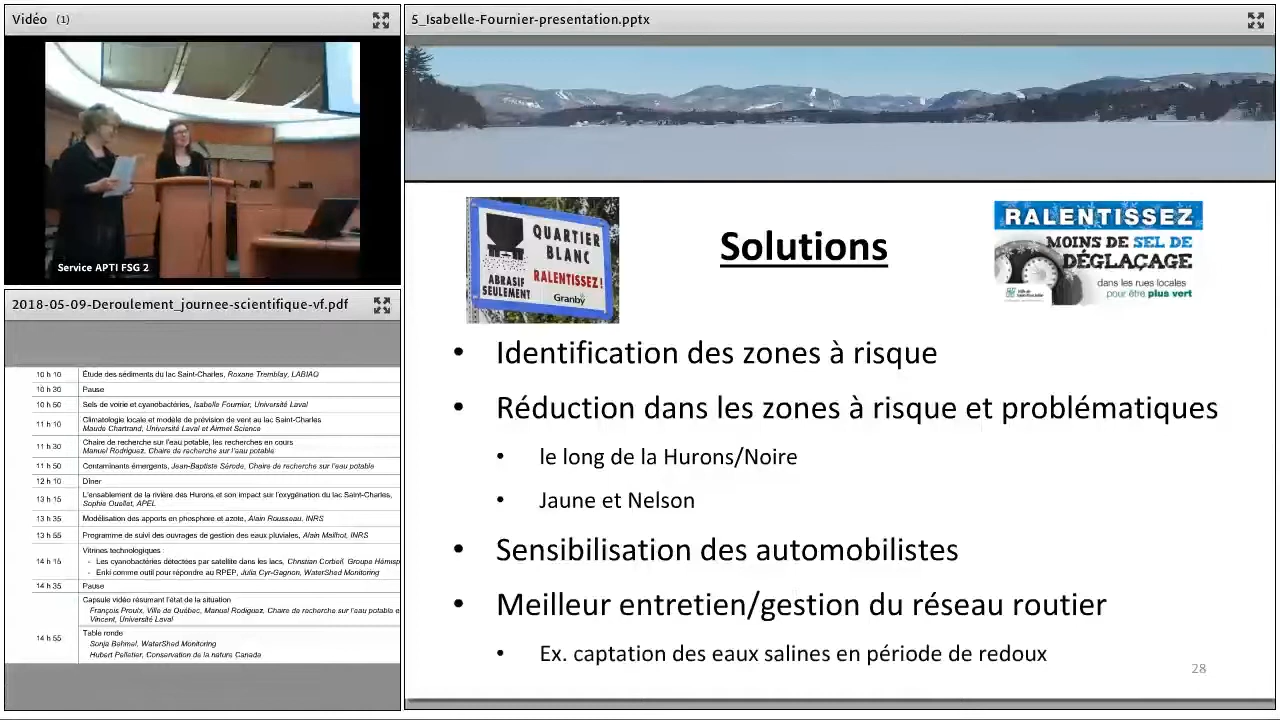 Vidéo (1)
Service APTI FSG 2
2018-05-09-Deroulement_journee-scientifique-vf.pdf
10 h 10 Étude des sédiments du lac Saint-Charles, Roxane Tremblay, LABIAQ
10 h 30 Pause
10 h 50 Sels de voirie et cyanobactéries, Isabelle Fournier, Université Laval
11 h 10 Climatologie locale et modèle de prévision de vent au lac Saint-Charles
Maude Chartrand, Université Laval et Airmet Science
11 h 30 Chaire de recherche sur l'eau potable, les recherches en cours
Manuel Rodriguez, Chaire de recherche sur l'eau potable
11 h 50 Contaminants émergents, Jean-Baptiste Sérode, Chaire de recherche sur l'eau potable
12 h 10 Dîner
13 h 15 L'ensablement de la rivière des Hurons et son impact sur l'oxygénation du lac Saint-Charles,
Sophie Ouellet, APEL
13 h 35 Modélisation des apports en phosphore et azote, Alain Rousseau, INRS
13 h 55 Programme de suivi des ouvrages de gestion des eaux pluviales, Alain Mailhot, INRS
14 h 15 Vitrines technologiques :
- Les cyanobactéries détectées par satellite dans les lacs, Christian Corbeil, Groupe Hémisp
- Enki comme outil pour répondre au RPEP, Julia Cyr-Gagnon, WaterShed Monitoring
14 h 35 Pause
14 h 55 Capsule vidéo résumant l'état de la situation
François Proulx, Ville de Québec, Manuel Rodiguez, Chaire de recherche sur l'eau potable e
Vincent, Université Laval
Table ronde
Sonja Behmel, WaterShed Monitoring
Hubert Pelletier, Conservation de la nature Canada
5_Isabelle-Fournier-presentation.pptx
QUARTIER
BLANC
RALENTISSEZ!
ABRASIF
SEULEMENT
Granby
Solutions
RALENTISSEZ
MOINS DE SEL DE
DÉGLAÇAGE
dans les rues locales
pour être plus vert
• Identification des zones à risque
• Réduction dans les zones à risque et problématiques
• le long de la Hurons/Noire
• Jaune et Nelson
• Sensibilisation des automobilistes
• Meilleur entretien/gestion du réseau routier
• Ex. captation des eaux salines en période de redoux
28